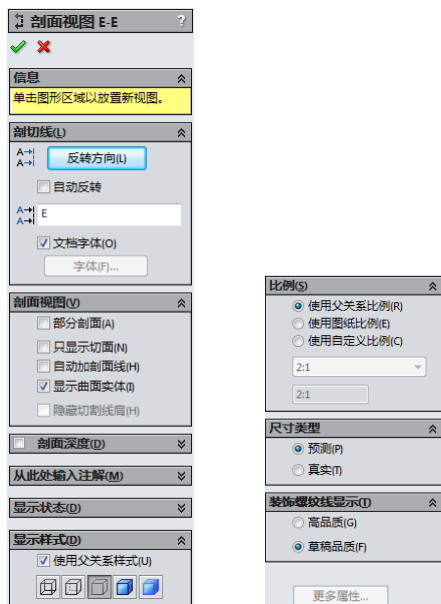 剖面视图 E-E
?
信息
单击图形区域以放置新视图。
剖切线(L)
A
A
反转方向(L)
自动反转
A
A
E
文档字体(O)
字体(F)...
剖面视图(V)
部分剖面(A)
只显示切面(N)
自动加剖面线(H)
显示曲面实体(I)
隐藏切割线肩(H)
剖面深度(D)
从此处输入注解(M)
显示状态(D)
显示样式(D)
使用父关系样式(U)
比例(S)
使用父关系比例(R)
使用图纸比例(E)
使用自定义比例(C)
2:1
2:1
尺寸类型
预测(P)
真实(T)
装饰螺纹线显示(T)
高品质(G)
草稿品质(F)
更多属性...